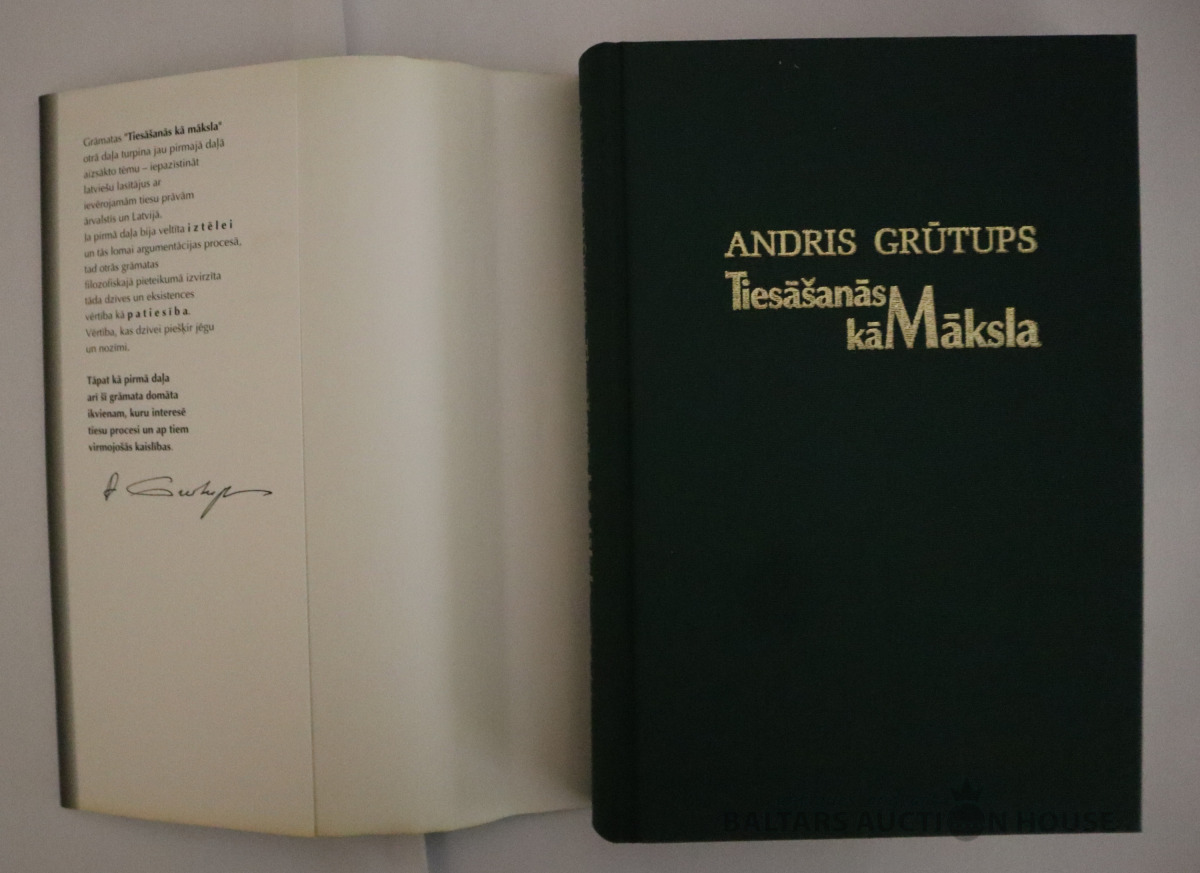 Grāmatas "Tiesāšanās kā māksla"
otrā daļa turpina jau pirmajā daļā
aizsākto tēmu – iepazīstināt
latviešu lasītājus ar
ievērojamām tiesu prāvām
ārvalstīs un Latvijā.
Ja pirmā daļa bija veltīta iztēlei
un tās lomai argumentācijas procesā,
tad otrās grāmatas
filozofiskajā pieteikumā izvirzīta
tāda dzīves un eksistences
vērtība kā patiesība.
Vērtība, kas dzīvei piešķir jēgu
un nozīmi.
Tāpat kā pirmā daļa
arī šī grāmata domāta
ikvienam, kuru interesē
tiesu procesi un ap tiem
virmojošās kaislības.
ANDRIS GRŪTUPS
Tiesāšanās
kā Māksla
BALTARS AUCTION HOUSE